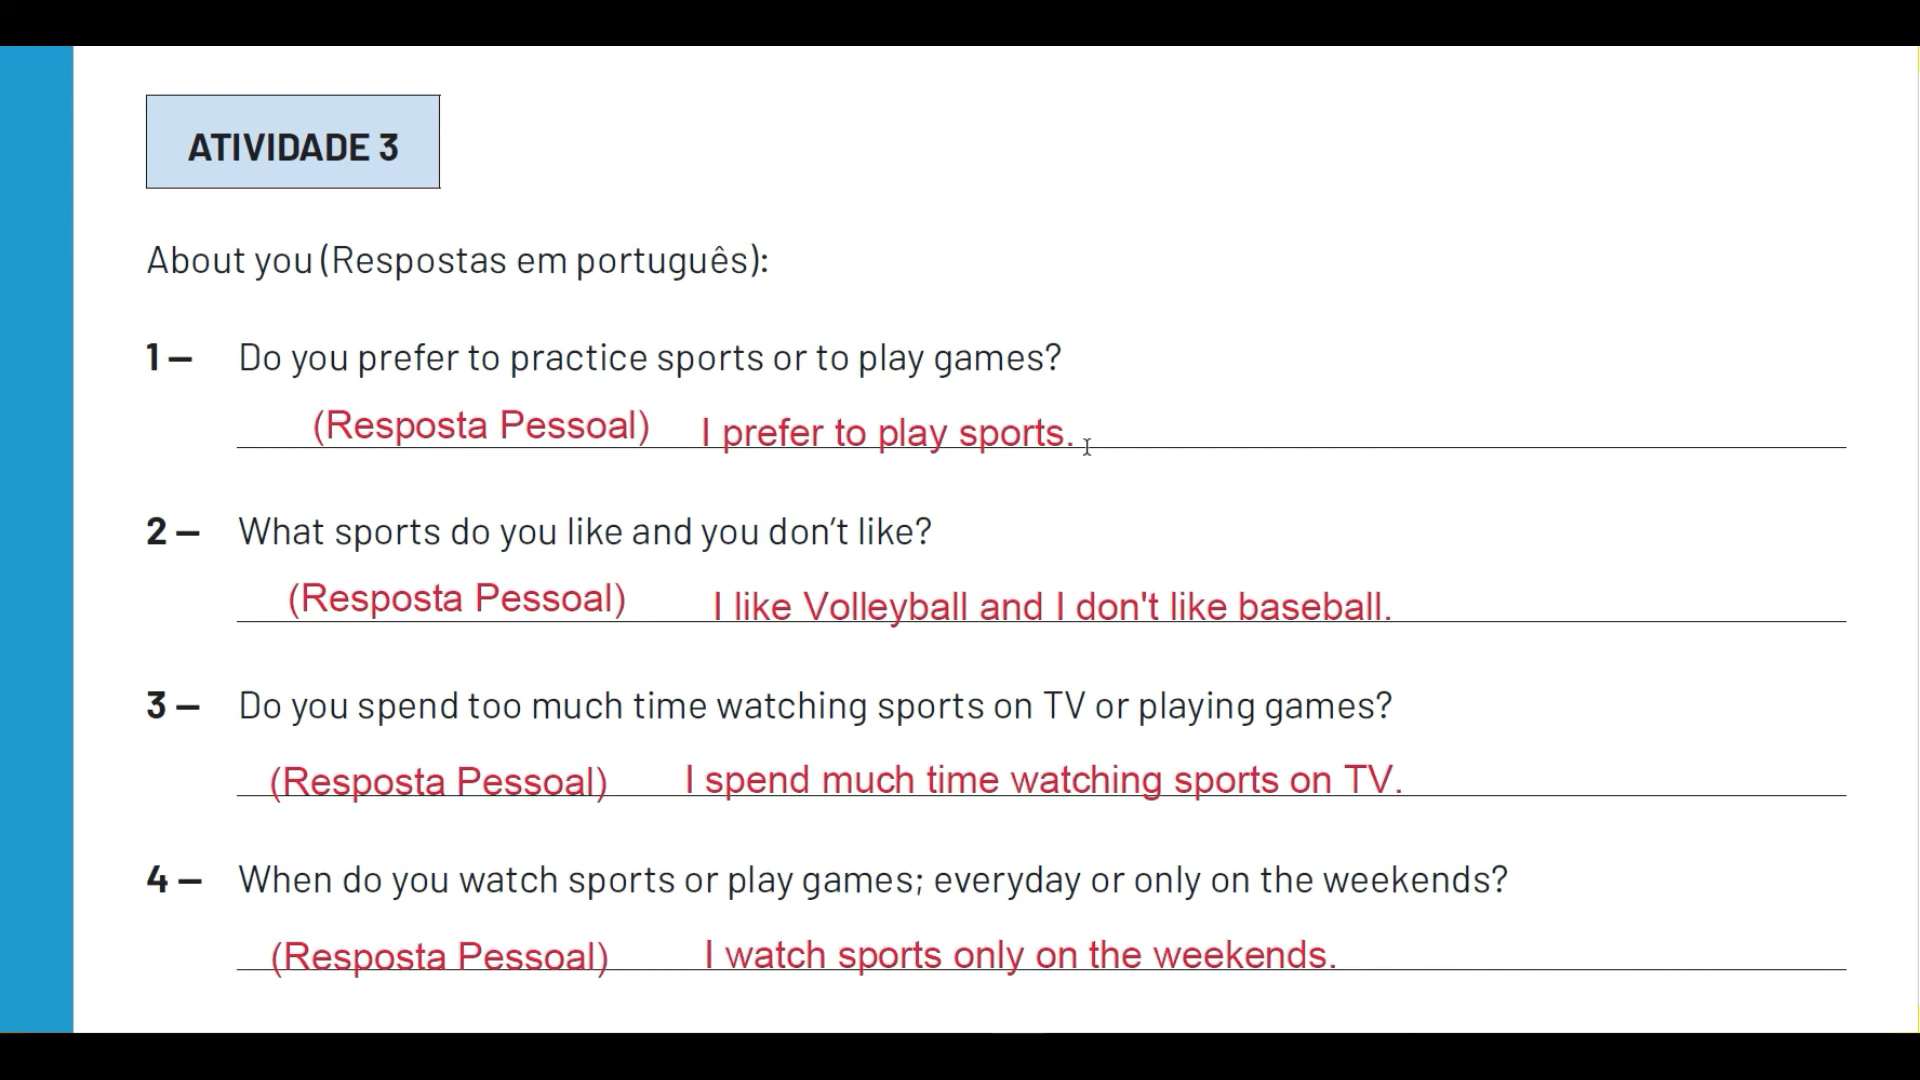 ATIVIDADE 3
About you (Respostas em português):
1 – Do you prefer to practice sports or to play games?
(Resposta Pessoal) I prefer to play sports.
2 – What sports do you like and you don’t like?
(Resposta Pessoal) I like Volleyball and I don't like baseball.
3 – Do you spend too much time watching sports on TV or playing games?
(Resposta Pessoal) I spend much time watching sports on TV.
4 – When do you watch sports or play games; everyday or only on the weekends?
(Resposta Pessoal) I watch sports only on the weekends.